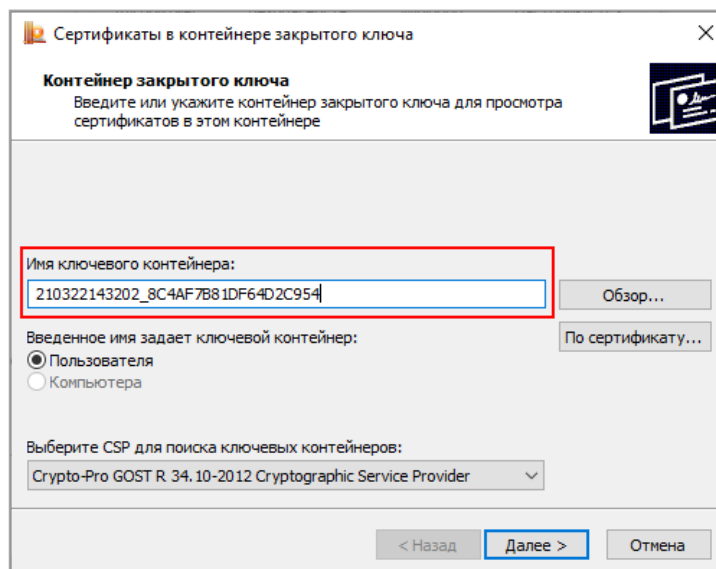 Сертификаты в контейнере закрытого ключа
Контейнер закрытого ключа
Введите или укажите контейнер закрытого ключа для просмотра
сертификатов в этом контейнере
Имя ключевого контейнера:
210322143202_8C4AF7B81DF64D2C954
Обзор...
Введенное имя задает ключевой контейнер:
По сертификату...
Пользователя
Компьютера
Выберите CSP для поиска ключевых контейнеров:
Crypto-Pro GOST R 34.10-2012 Cryptographic Service Provider
< Назад
Далее >
Отмена